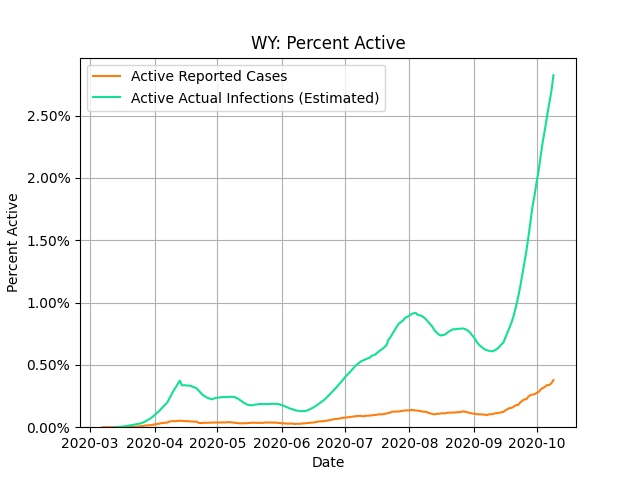 WY: Percent Active
Active Reported Cases
Active Actual Infections (Estimated)
Percent Active
2.50%
2.00%
1.50%
1.00%
0.50%
0.00%
2020-03 2020-04 2020-05 2020-06 2020-07 2020-08 2020-09 2020-10
Date